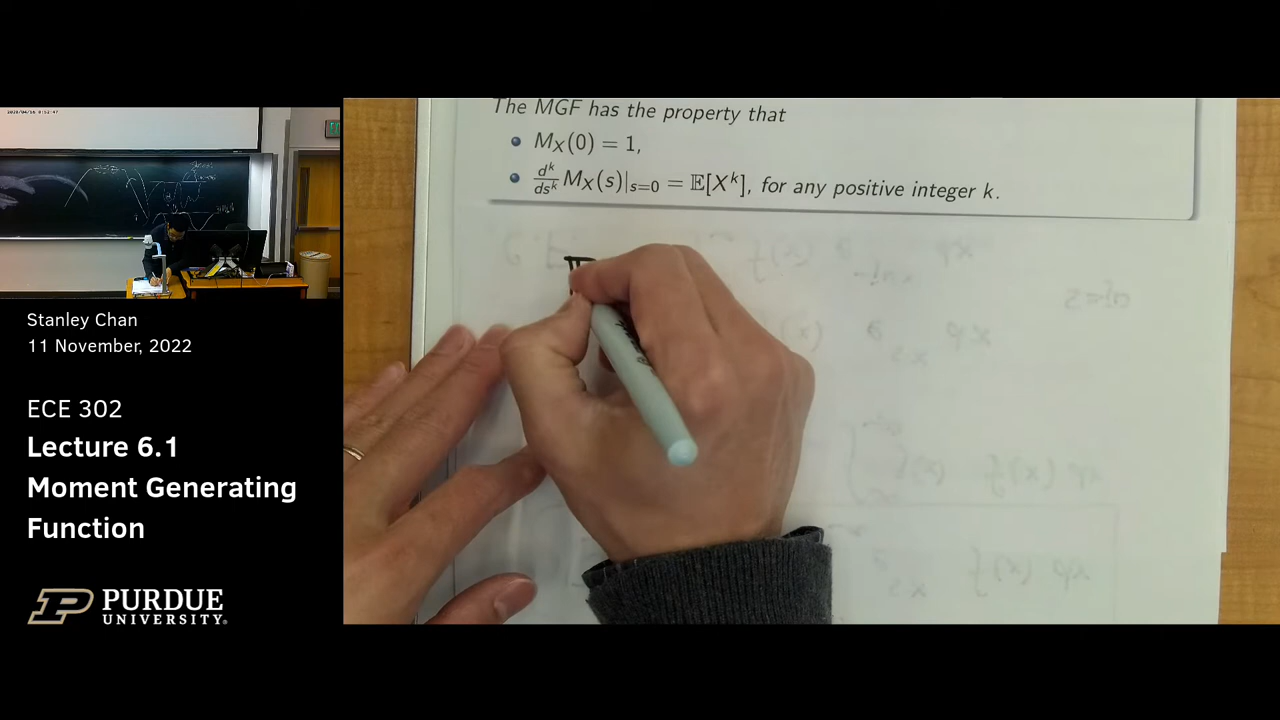 The MGF has the property that
• M_X(0) = 1,
• d^k/ds^k M_X(s)|_{s=0} = 𝔼[X^k], for any positive integer k.
Stanley Chan
11 November, 2022
ECE 302
Lecture 6.1
Moment Generating
Function
PURDUE
UNIVERSITY